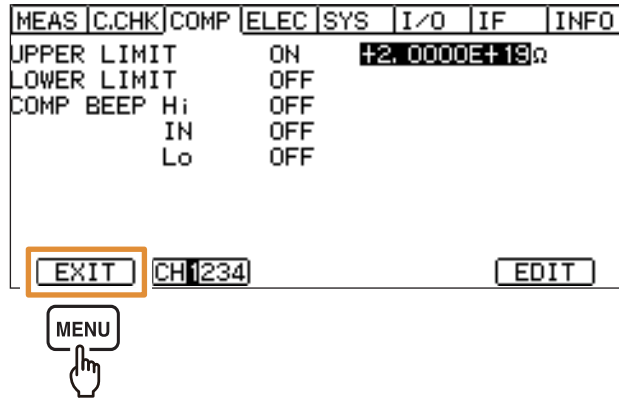 MEAS C.CHK COMP ELEC SYS I/O IF INFO
UPPER LIMIT ON +2.0000E+19Ω
LOWER LIMIT OFF
COMP BEEP Hi OFF
IN OFF
Lo OFF
EXIT CH1234 EDIT
MENU